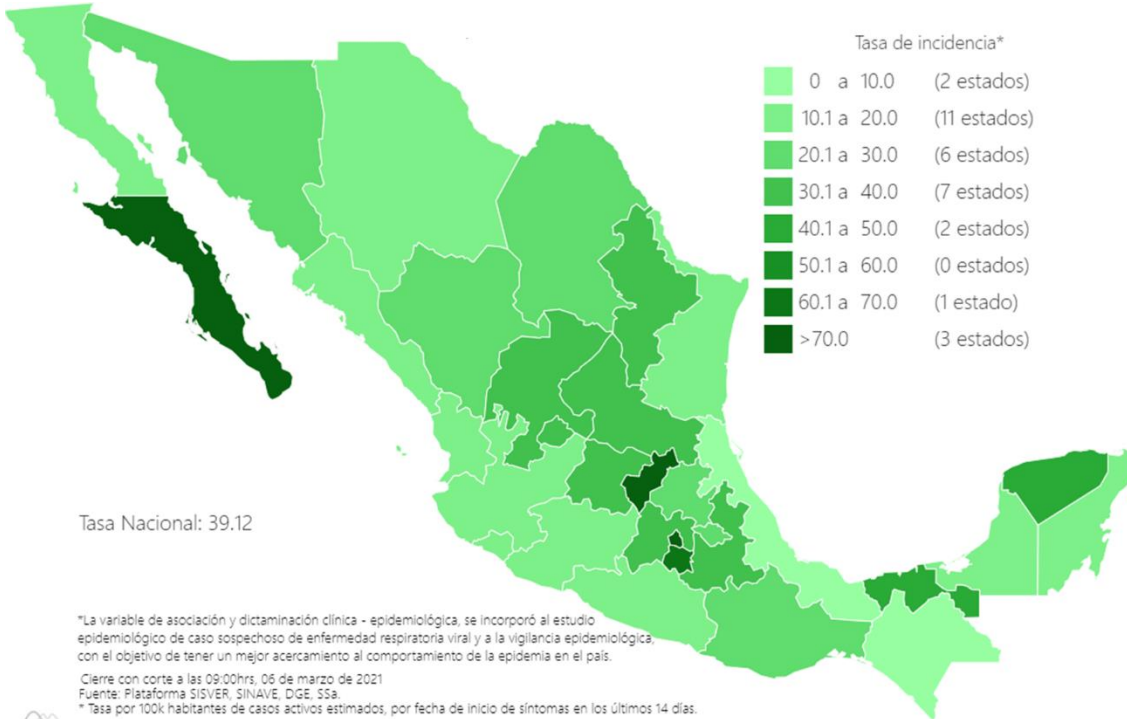 Tasa de incidencia*
0 a 10.0 (2 estados)
10.1 a 20.0 (11 estados)
20.1 a 30.0 (6 estados)
30.1 a 40.0 (7 estados)
40.1 a 50.0 (2 estados)
50.1 a 60.0 (0 estados)
60.1 a 70.0 (1 estado)
>70.0 (3 estados)
Tasa Nacional: 39.12
*La variable de asociación y dictaminación clínica - epidemiológica, se incorporó al estudio
epidemiológico de caso sospechoso de enfermedad respiratoria viral y a la vigilancia epidemiológica,
con el objetivo de tener un mejor acercamiento al comportamiento de la epidemia en el país.
Cierre con corte a las 09:00hrs, 06 de marzo de 2021
Fuente: Plataforma SISVER, SINAVE, DGE, SSa.
* Tasa por 100k habitantes de casos activos estimados, por fecha de inicio de síntomas en los últimos 14 días.